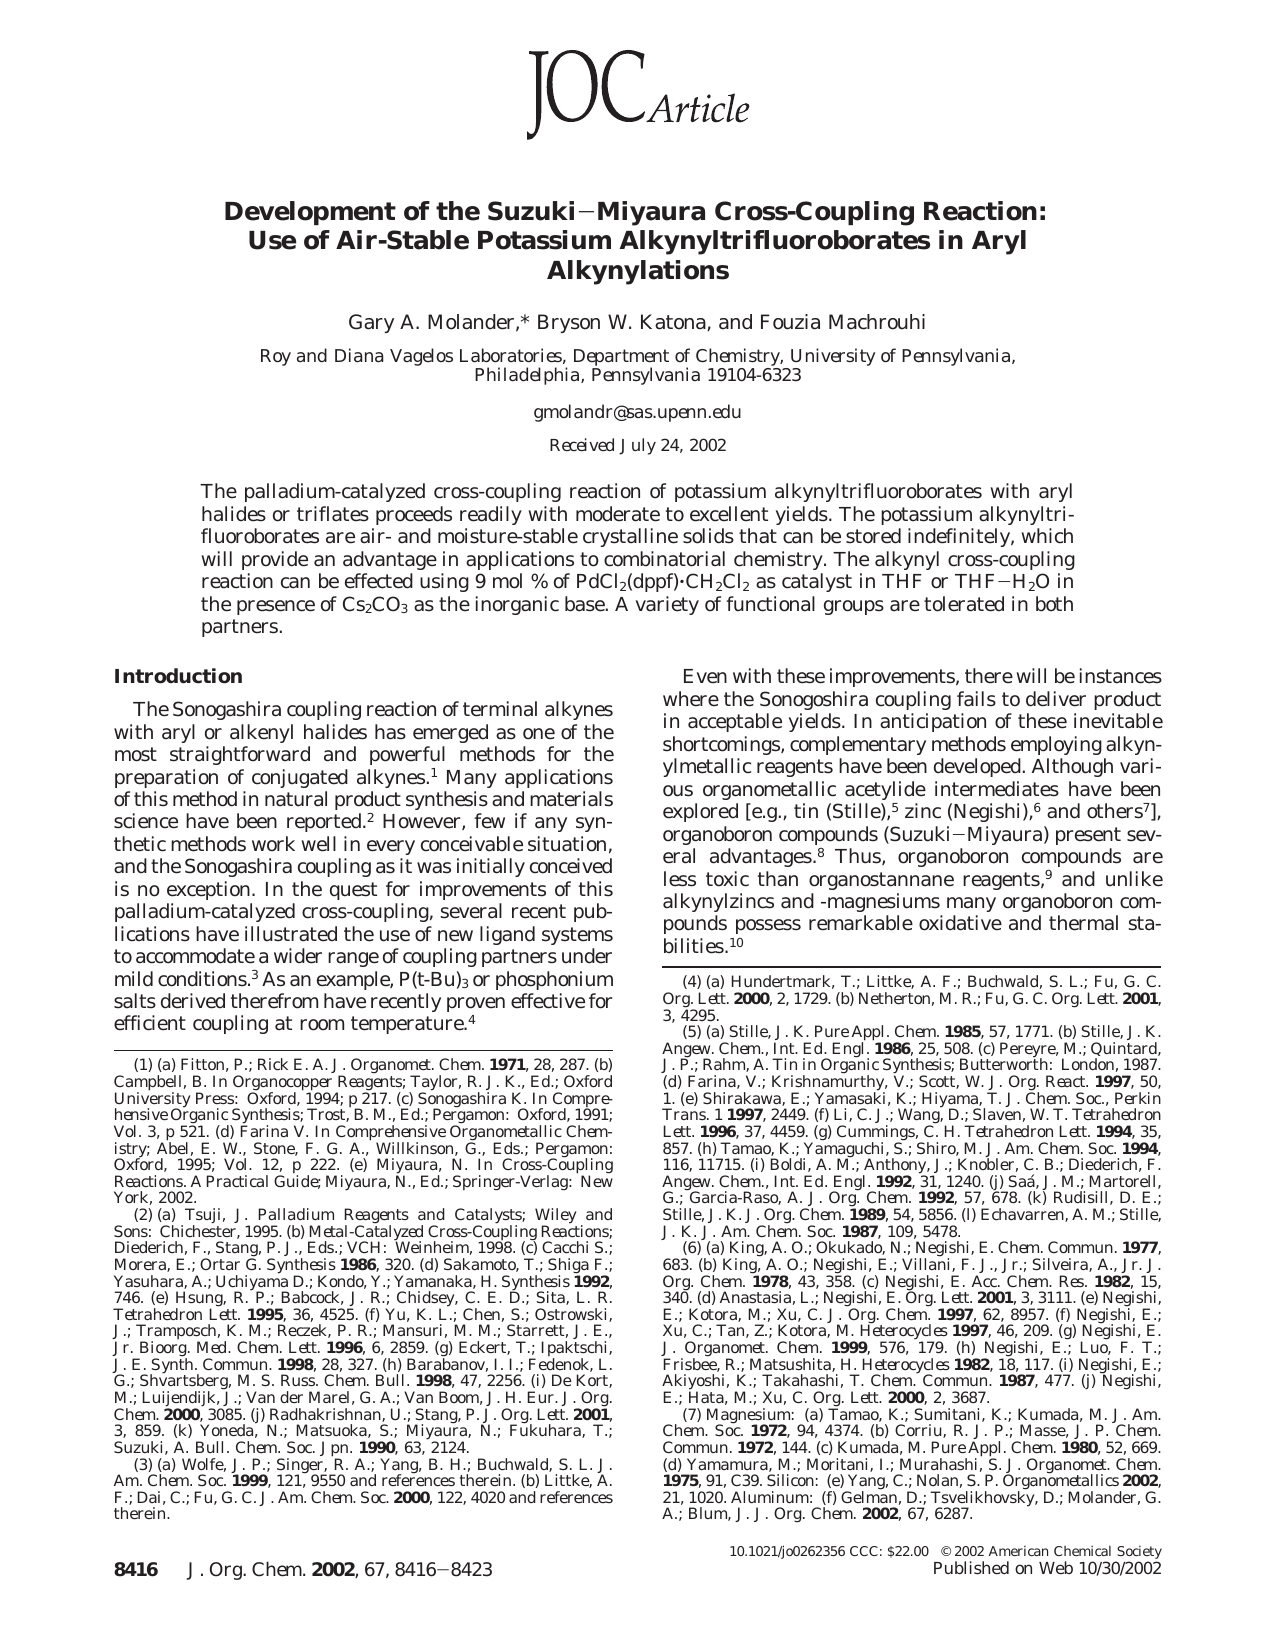 JOC Article
Development of the Suzuki−Miyaura Cross-Coupling Reaction:
Use of Air-Stable Potassium Alkynyltrifluoroborates in Aryl
Alkynylations
Gary A. Molander,* Bryson W. Katona, and Fouzia Machrouhi
Roy and Diana Vagelos Laboratories, Department of Chemistry, University of Pennsylvania,
Philadelphia, Pennsylvania 19104-6323
gmolandr@sas.upenn.edu
Received July 24, 2002
The palladium-catalyzed cross-coupling reaction of potassium alkynyltrifluoroborates with aryl
halides or triflates proceeds readily with moderate to excellent yields. The potassium alkynyltri-
fluoroborates are air- and moisture-stable crystalline solids that can be stored indefinitely, which
will provide an advantage in applications to combinatorial chemistry. The alkynyl cross-coupling
reaction can be effected using 9 mol % of PdCl₂(dppf)·CH₂Cl₂ as catalyst in THF or THF−H₂O in
the presence of Cs₂CO₃ as the inorganic base. A variety of functional groups are tolerated in both
partners.
Introduction
The Sonogashira coupling reaction of terminal alkynes
with aryl or alkenyl halides has emerged as one of the
most straightforward and powerful methods for the
preparation of conjugated alkynes.¹ Many applications
of this method in natural product synthesis and materials
science have been reported.² However, few if any syn-
thetic methods work well in every conceivable situation,
and the Sonogashira coupling as it was initially conceived
is no exception. In the quest for improvements of this
palladium-catalyzed cross-coupling, several recent pub-
lications have illustrated the use of new ligand systems
to accommodate a wider range of coupling partners under
mild conditions.³ As an example, P(t-Bu)₃ or phosphonium
salts derived therefrom have recently proven effective for
efficient coupling at room temperature.⁴
(1) (a) Fitton, P.; Rick E. A. J. Organomet. Chem. 1971, 28, 287. (b)
Campbell, B. In Organocopper Reagents; Taylor, R. J. K., Ed.; Oxford
University Press: Oxford, 1994; p 217. (c) Sonogashira K. In Compre-
hensive Organic Synthesis; Trost, B. M., Ed.; Pergamon: Oxford, 1991;
Vol. 3, p 521. (d) Farina V. In Comprehensive Organometallic Chem-
istry; Abel, E. W., Stone, F. G. A., Willkinson, G., Eds.; Pergamon:
Oxford, 1995; Vol. 12, p 222. (e) Miyaura, N. In Cross-Coupling
Reactions. A Practical Guide; Miyaura, N., Ed.; Springer-Verlag: New
York, 2002.
(2) (a) Tsuji, J. Palladium Reagents and Catalysts; Wiley and
Sons: Chichester, 1995. (b) Metal-Catalyzed Cross-Coupling Reactions;
Diederich, F., Stang, P. J., Eds.; VCH: Weinheim, 1998. (c) Cacchi S.;
Morera, E.; Ortar G. Synthesis 1986, 320. (d) Sakamoto, T.; Shiga F.;
Yasuhara, A.; Uchiyama D.; Kondo, Y.; Yamanaka, H. Synthesis 1992,
746. (e) Hsung, R. P.; Babcock, J. R.; Chidsey, C. E. D.; Sita, L. R.
Tetrahedron Lett. 1995, 36, 4525. (f) Yu, K. L.; Chen, S.; Ostrowski,
J.; Tramposch, K. M.; Reczek, P. R.; Mansuri, M. M.; Starrett, J. E.,
Jr. Bioorg. Med. Chem Lett. 1996, 6, 2859. (g) Eckert, T.; Ipaktschi,
J. E. Synth. Commun. 1998, 28, 327. (h) Barabanov, I. I.; Fedenok, L.
G.; Shvartsberg, M. S. Russ. Chem. Bull. 1998, 47, 2256. (i) De Kort,
M.; Luijendijk, J.; Van der Marel, G. A.; Van Boom, J. H. Eur. J. Org.
Chem. 2000, 3085. (j) Radhakrishnan, U.; Stang, P. J. Org. Lett. 2001,
3, 859. (k) Yoneda, N.; Matsuoka, S.; Miyaura, N.; Fukuhara, T.;
Suzuki, A. Bull. Chem. Soc. Jpn. 1990, 63, 2124.
(3) (a) Wolfe, J. P.; Singer, R. A.; Yang, B. H.; Buchwald, S. L. J.
Am. Chem. Soc. 1999, 121, 9550 and references therein. (b) Littke, A.
F.; Dai, C.; Fu, G. C. J. Am. Chem. Soc. 2000, 122, 4020 and references
therein.
Even with these improvements, there will be instances
where the Sonogoshira coupling fails to deliver product
in acceptable yields. In anticipation of these inevitable
shortcomings, complementary methods employing alkyn-
ylmetallic reagents have been developed. Although vari-
ous organometallic acetylide intermediates have been
explored [e.g., tin (Stille),⁵ zinc (Negishi),⁶ and others⁷],
organoboron compounds (Suzuki−Miyaura) present sev-
eral advantages.⁸ Thus, organoboron compounds are
less toxic than organostannane reagents,⁹ and unlike
alkynylzincs and -magnesiums many organoboron com-
pounds possess remarkable oxidative and thermal sta-
bilities.¹⁰
(4) (a) Hundertmark, T.; Littke, A. F.; Buchwald, S. L.; Fu, G. C.
Org. Lett. 2000, 2, 1729. (b) Netherton, M. R.; Fu, G. C. Org. Lett. 2001,
3, 4295.
(5) (a) Stille, J. K. Pure Appl. Chem. 1985, 57, 1771. (b) Stille, J. K.
Angew. Chem., Int. Ed. Engl. 1986, 25, 508. (c) Pereyre, M.; Quintard,
J. P.; Rahm, A. Tin in Organic Synthesis; Butterworth: London, 1987.
(d) Farina, V.; Krishnamurthy, V.; Scott, W. J. Org. React. 1997, 50,
1. (e) Shirakawa, E.; Yamasaki, K.; Hiyama, T. J. Chem. Soc., Perkin
Trans. 1 1997, 2449. (f) Li, C. J.; Wang, D.; Slaven, W. T. Tetrahedron
Lett. 1996, 37, 4459. (g) Cummings, C. H. Tetrahedron Lett. 1994, 35,
857. (h) Tamao, K.; Yamaguchi, S.; Shiro, M. J. Am. Chem. Soc. 1994,
116, 11715. (i) Boldi, A. M.; Anthony, J.; Knobler, C. B.; Diederich, F.
Angew. Chem., Int. Ed. Engl. 1992, 31, 1240. (j) Saá, J. M.; Martorell,
G.; Garcia-Raso, A. J. Org. Chem. 1992, 57, 678. (k) Rudisill, D. E.;
Stille, J. K. J. Org. Chem. 1989, 54, 5856. (l) Echavarren, A. M.; Stille,
J. K. J. Am. Chem. Soc. 1987, 109, 5478.
(6) (a) King, A. O.; Okukado, N.; Negishi, E. Chem. Commun. 1977,
683. (b) King, A. O.; Negishi, E.; Villani, F. J., Jr.; Silveira, A., Jr. J.
Org. Chem. 1978, 43, 358. (c) Negishi, E. Acc. Chem. Res. 1982, 15,
340. (d) Anastasia, L.; Negishi, E. Org. Lett. 2001, 3, 3111. (e) Negishi,
E.; Kotora, M.; Xu, C. J. Org. Chem. 1997, 62, 8957. (f) Negishi, E.;
Xu, C.; Tan, Z.; Kotora, M. Heterocycles 1997, 46, 209. (g) Negishi, E.
J. Organomet. Chem. 1999, 576, 179. (h) Negishi, E.; Luo, F. T.;
Frisbee, R.; Matsushita, H. Heterocycles 1982, 18, 117. (i) Negishi, E.;
Akiyoshi, K.; Takahashi, T. Chem. Commun. 1987, 477. (j) Negishi,
E.; Hata, M.; Xu, C. Org. Lett. 2000, 2, 3687.
(7) Magnesium: (a) Tamao, K.; Sumitani, K.; Kumada, M. J. Am.
Chem. Soc. 1972, 94, 4374. (b) Corriu, R. J. P.; Masse, J. P. Chem.
Commun. 1972, 144. (c) Kumada, M. Pure Appl. Chem. 1980, 52, 669.
(d) Yamamura, M.; Moritani, I.; Murahashi, S. J. Organomet. Chem.
1975, 91, C39. Silicon: (e) Yang, C.; Nolan, S. P. Organometallics 2002,
21, 1020. Aluminum: (f) Gelman, D.; Tsvelikhovsky, D.; Molander, G.
A.; Blum, J. J. Org. Chem. 2002, 67, 6287.
10.1021/jo0262356 CCC: $22.00 © 2002 American Chemical Society
8416 J. Org. Chem. 2002, 67, 8416−8423
Published on Web 10/30/2002